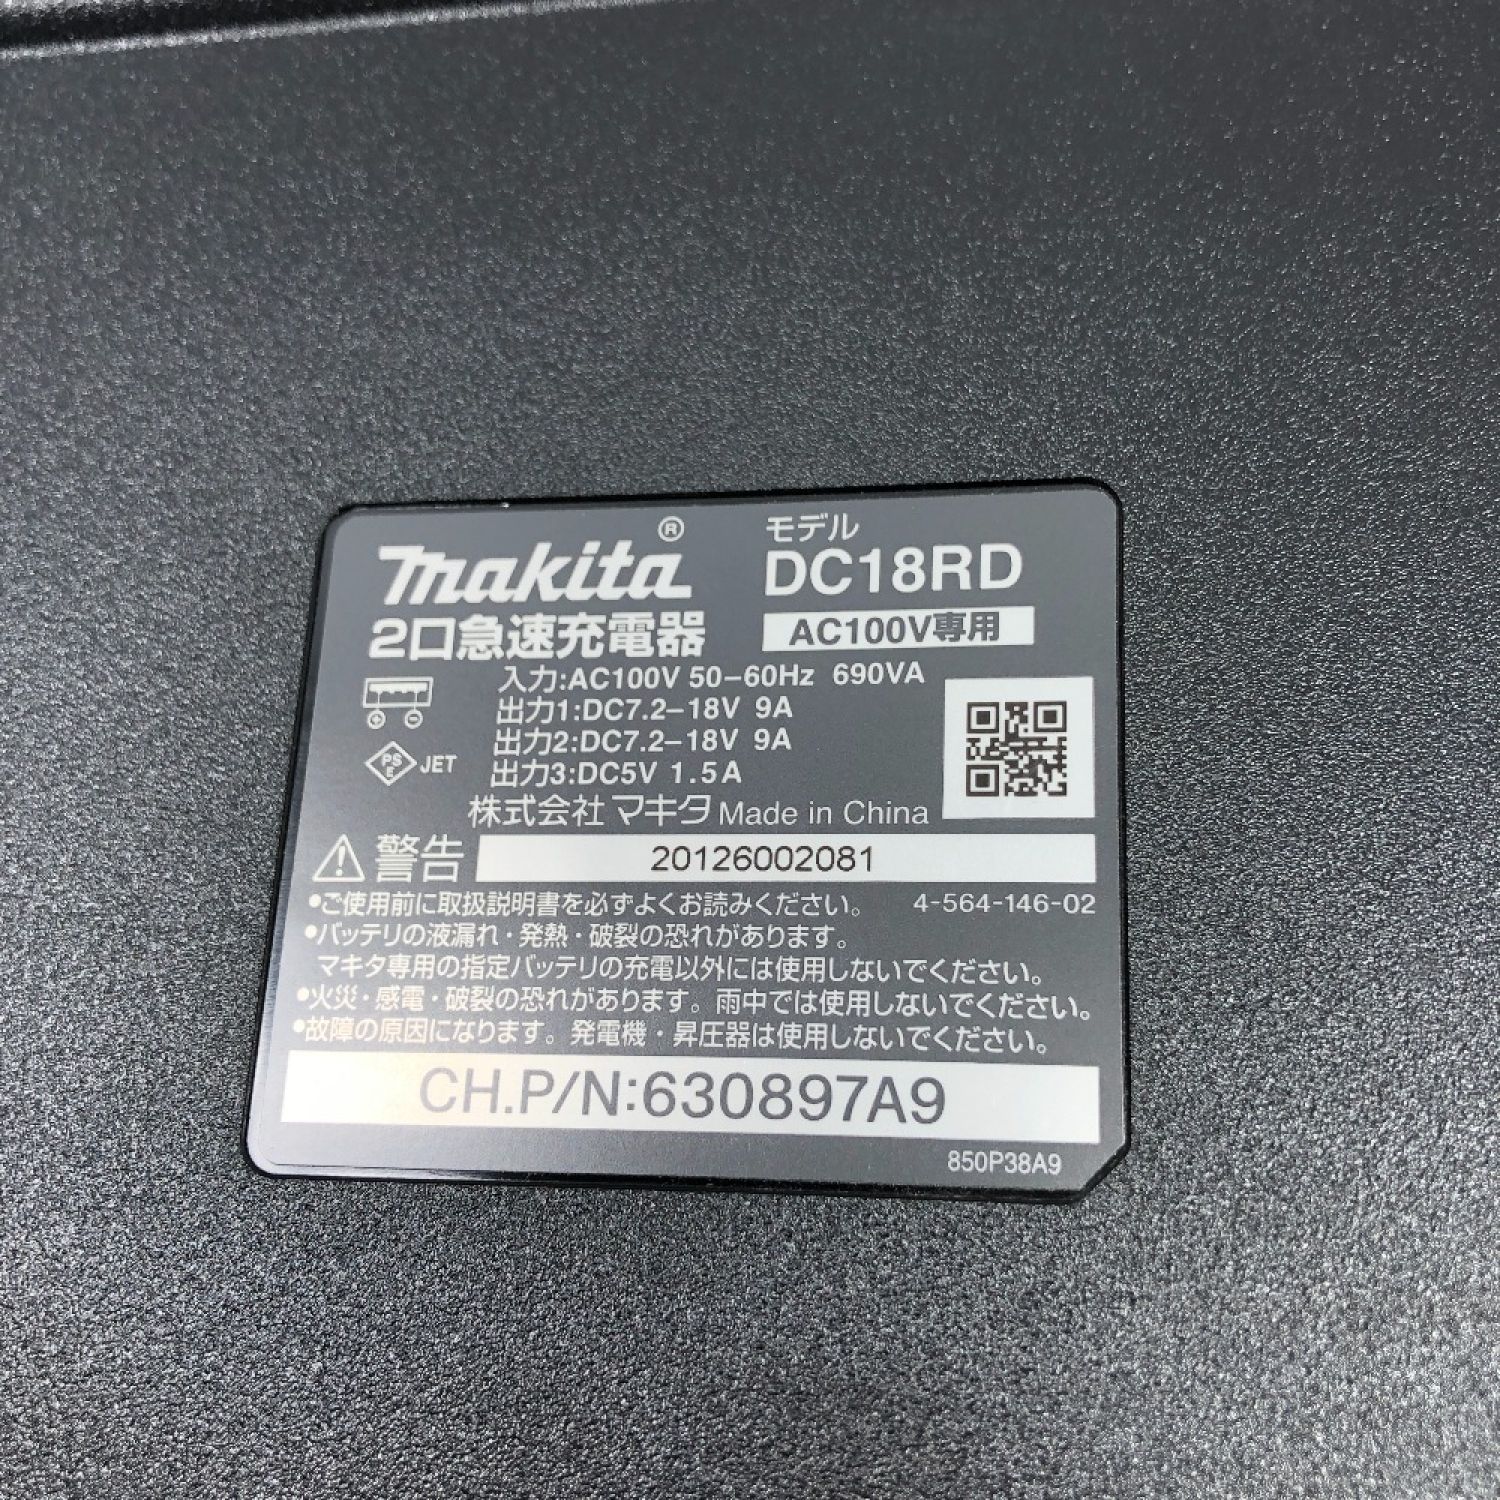 makita®
モデル
DC18RD
2口急速充電器
AC100V専用
入力:AC100V 50–60Hz 690VA
出力1:DC7.2–18V 9A
出力2:DC7.2–18V 9A
PSE JET
出力3:DC5V 1.5A
株式会社 マキタ Made in China
警告
20126002081
•ご使用前に取扱説明書を必ずよくお読みください。 4-564-146-02
•バッテリの液漏れ・発熱・破裂の恐れがあります。
マキタ専用の指定バッテリの充電以外には使用しないでください。
•火災・感電・破裂の恐れがあります。雨中では使用しないでください。
•故障の原因になります。発電機・昇圧器は使用しないでください。
CH.P/N:630897A9
850P38A9